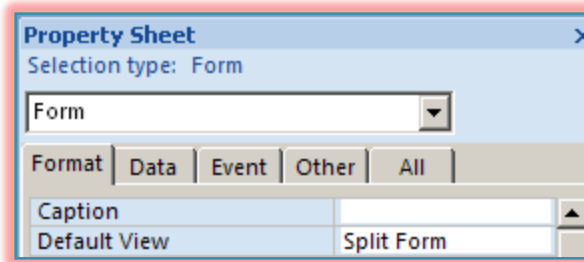 Property Sheet
Selection type: Form
Form
Format Data Event Other All
Caption
Default View Split Form